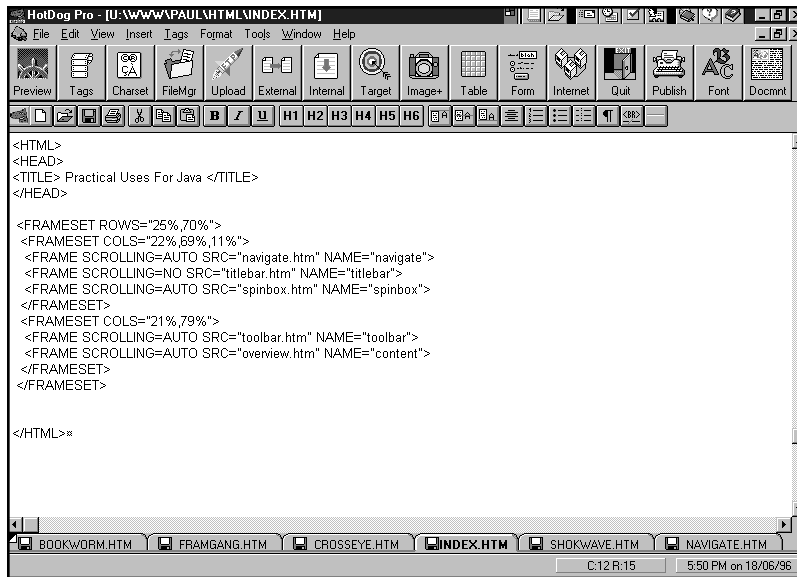 HotDog Pro - [U:\WWW\PAUL\HTML\INDEX.HTM]
File Edit View Insert Tags Format Tools Window Help
Preview Tags Charset FileMgr Upload External Internal Target Image+ Table Form Internet Quit Publish Font Docmnt
B I U H1 H2 H3 H4 H5 H6 ¶ <BR>
<HTML>
<HEAD>
<TITLE> Practical Uses For Java </TITLE>
</HEAD>
<FRAMESET ROWS="25%,70%">
<FRAMESET COLS="22%,69%,11%">
<FRAME SCROLLING=AUTO SRC="navigate.htm" NAME="navigate">
<FRAME SCROLLING=NO SRC="titlebar.htm" NAME="titlebar">
<FRAME SCROLLING=AUTO SRC="spinbox.htm" NAME="spinbox">
</FRAMESET>
<FRAMESET COLS="21%,79%">
<FRAME SCROLLING=AUTO SRC="toolbar.htm" NAME="toolbar">
<FRAME SCROLLING=AUTO SRC="overview.htm" NAME="content">
</FRAMESET>
</FRAMESET>
</HTML>¤
BOOKWORM.HTM FRAMGANG.HTM CROSSEYE.HTM INDEX.HTM SHOKWAVE.HTM NAVIGATE.HTM
C:12 R:15 5:50 PM on 18/06/96